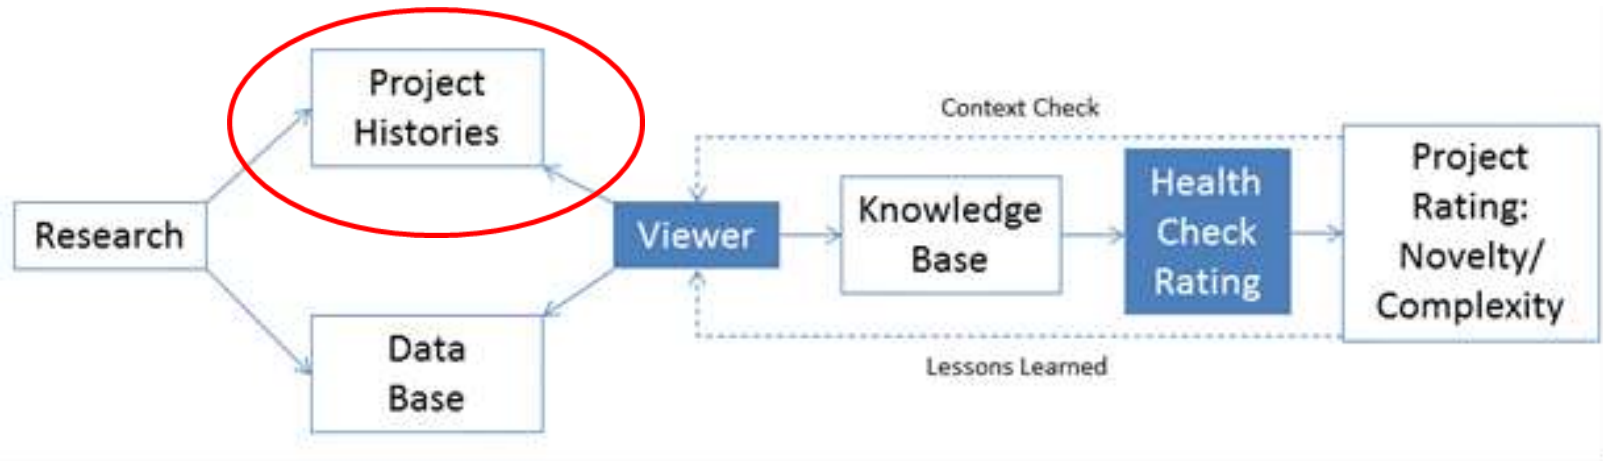 Project
Histories
Research
Data
Base
Viewer
Context Check
Knowledge
Base
Health
Check
Rating
Project
Rating:
Novelty/
Complexity
Lessons Learned